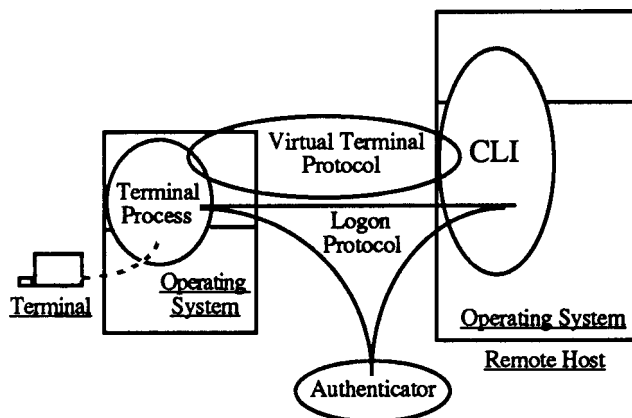 Virtual Terminal
Protocol
CLI
Terminal
Process
Logon
Protocol
Operating
System
Terminal
Operating System
Remote Host
Authenticator